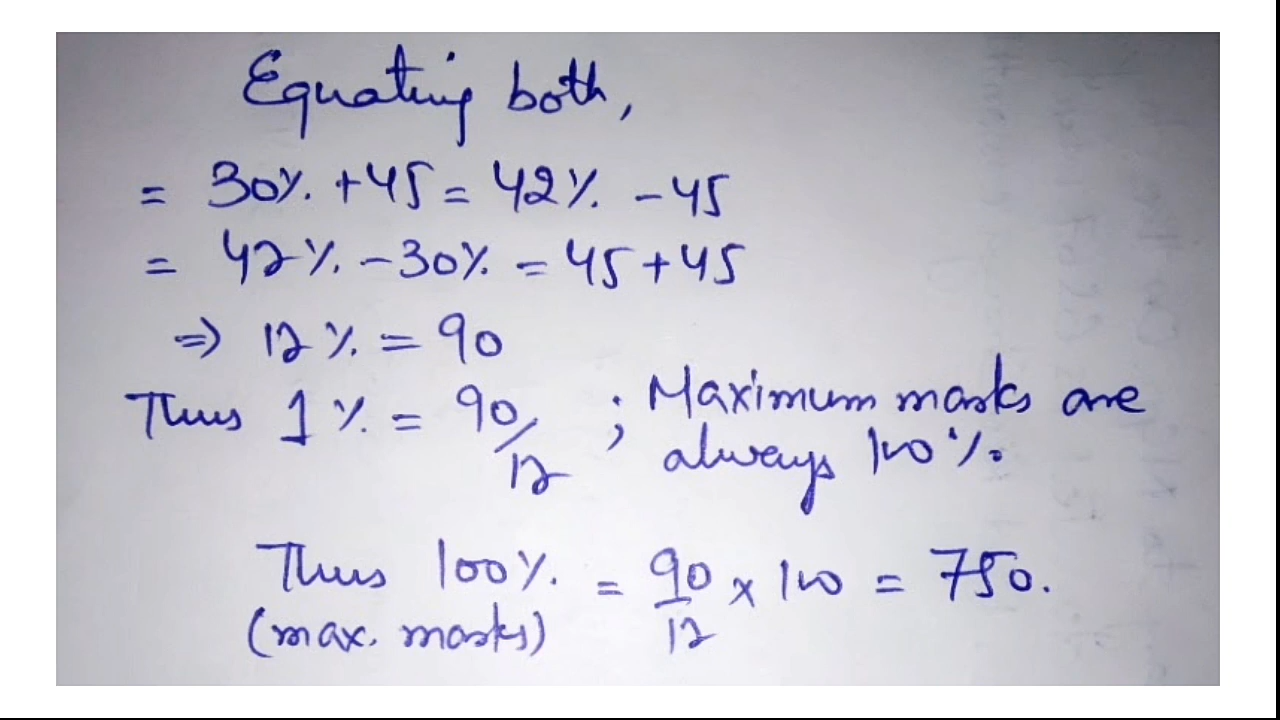 Equating both,
= 30% + 45 = 42% - 45
= 42% - 30% = 45 + 45
⇒ 12% = 90
Thus 1% = 90/12 ; Maximum marks are
always 100%.
Thus 100% = 90/12 × 100 = 750.
(max. marks)